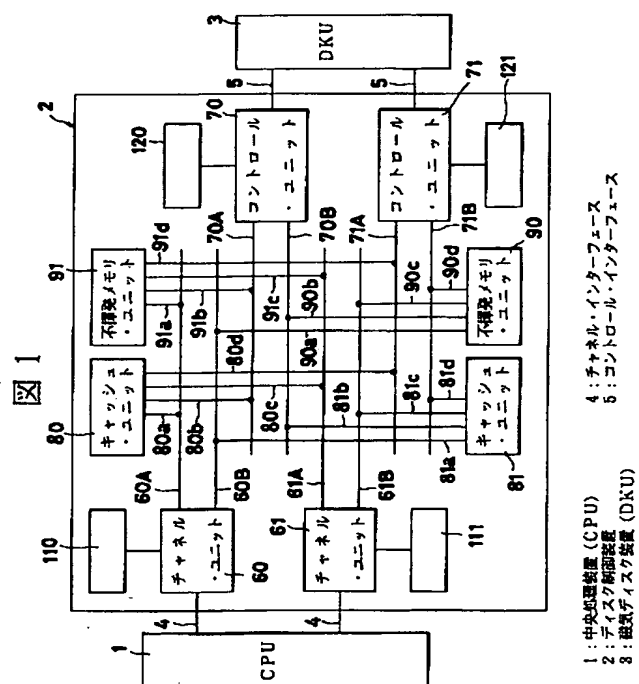 図 1
1
CPU
4
4
2
110
チャネル
・ユニット
60
60A
60B
チャネル
・ユニット
61
61A
61B
111
80
キャッシュ
・ユニット
80a
80b
80c
80d
91
不揮発メモリ
・ユニット
91a
91b
91c
91d
81
キャッシュ
・ユニット
81a
81b
81c
81d
90
不揮発メモリ
・ユニット
90a
90b
90c
90d
120
70
コントロール
・ユニット
70A
70B
71
コントロール
・ユニット
71A
71B
121
5
5
3
DKU
1:中央処理装置 (CPU)
2:ディスク制御装置
3:磁気ディスク装置 (DKU)
4:チャネル・インターフェース
5:コントロール・インターフェース